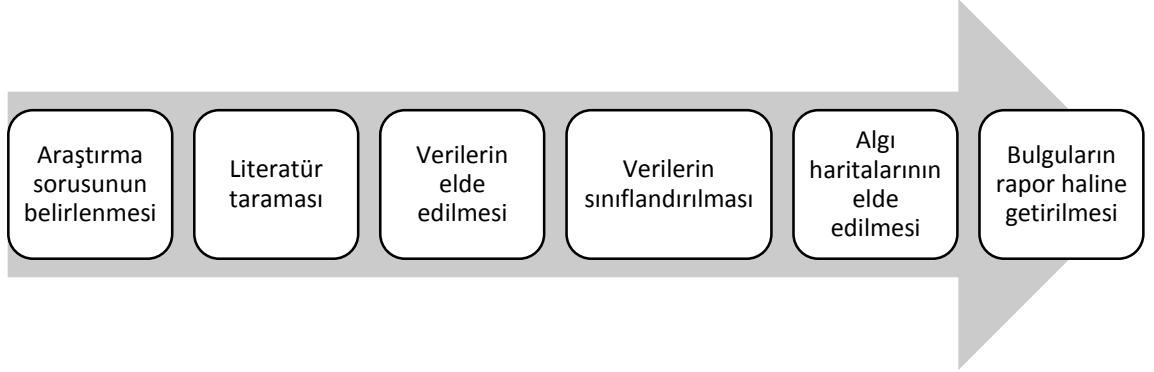 Araştırma
sorusunun
belirlenmesi
Literatür
taraması
Verilerin
elde
edilmesi
Verilerin
sınıflandırılması
Algı
haritalarının
elde
edilmesi
Bulguların
rapor haline
getirilmesi